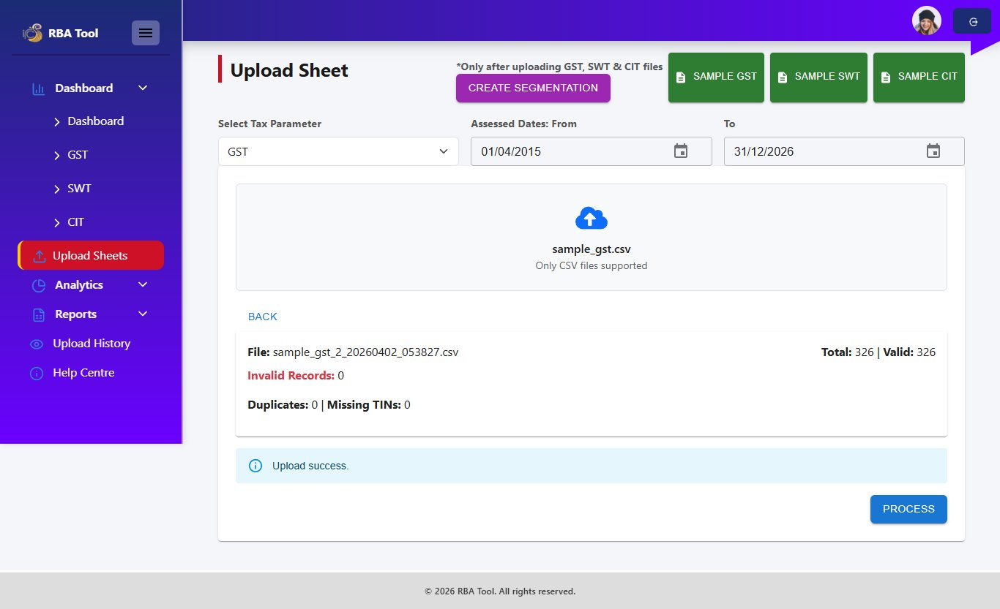 RBA Tool
Dashboard
Dashboard
GST
SWT
CIT
Upload Sheets
Analytics
Reports
Upload History
Help Centre
Upload Sheet
*Only after uploading GST, SWT & CIT files
CREATE SEGMENTATION
SAMPLE GST
SAMPLE SWT
SAMPLE CIT
Select Tax Parameter
Assessed Dates: From
To
GST
01/04/2015
31/12/2026
sample_gst.csv
Only CSV files supported
BACK
File: sample_gst_2_20260402_053827.csv
Total: 326 | Valid: 326
Invalid Records: 0
Duplicates: 0 | Missing TINs: 0
Upload success.
PROCESS
© 2026 RBA Tool. All rights reserved.